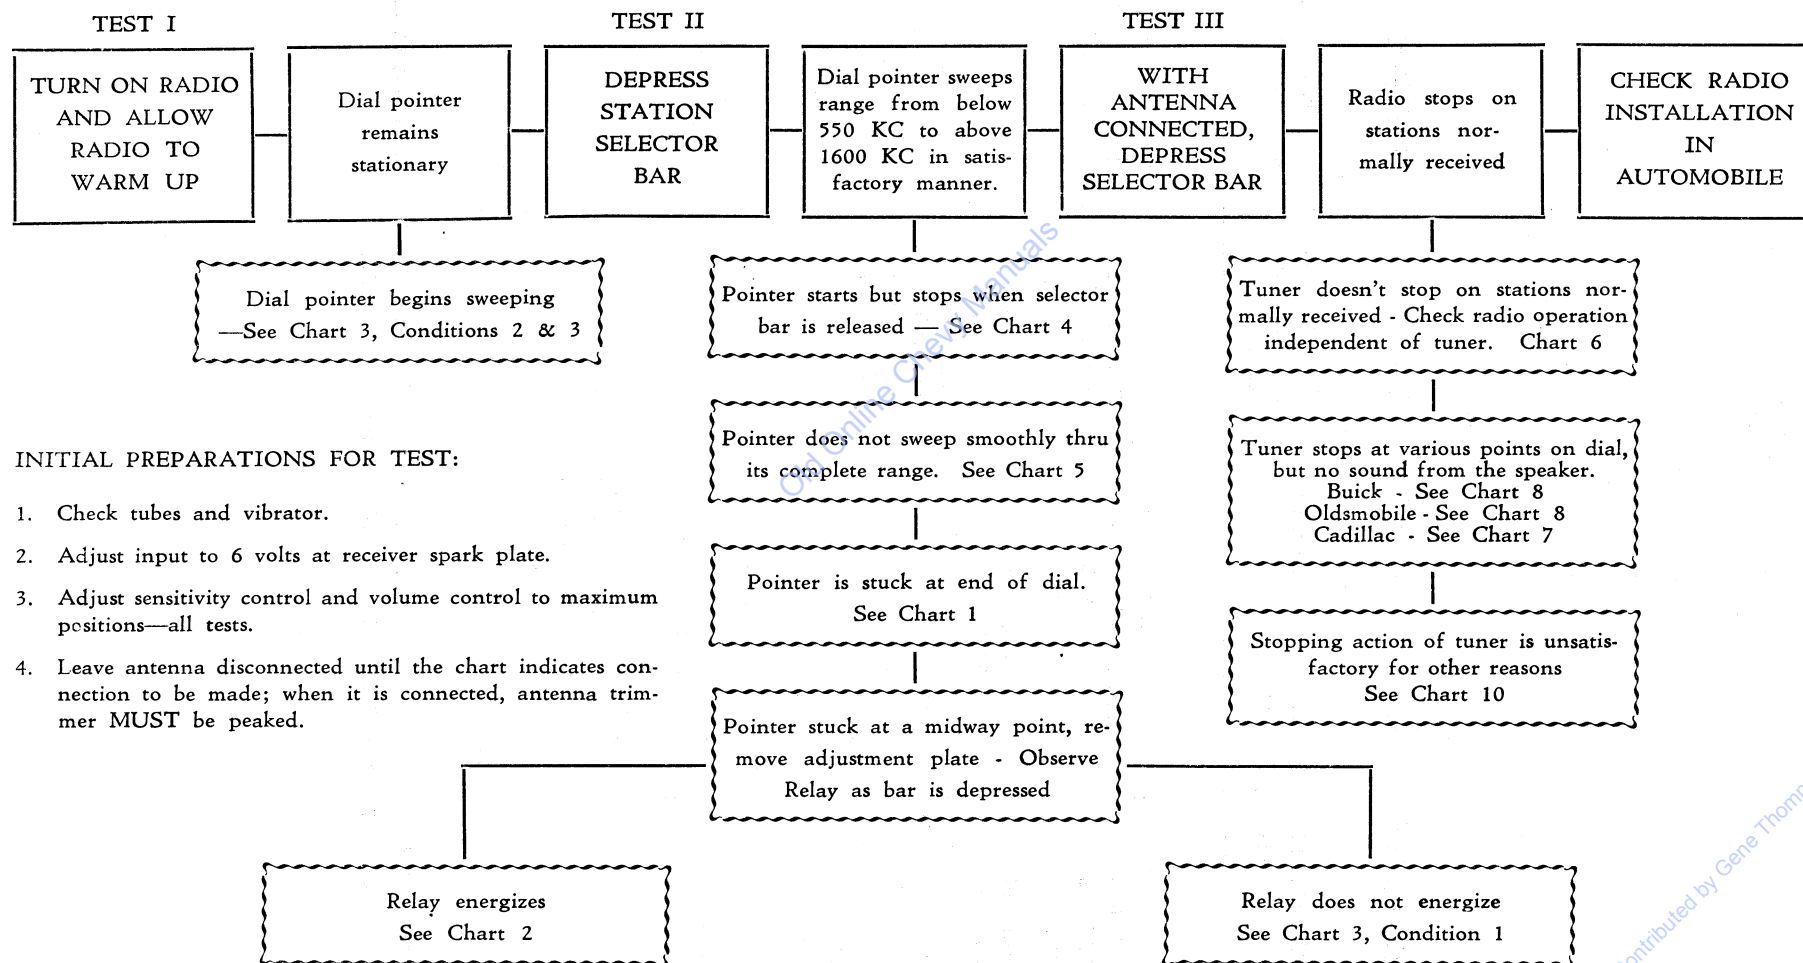 TEST I
TURN ON RADIO
AND ALLOW
RADIO TO
WARM UP
Dial pointer
remains
stationary
TEST II
DEPRESS
STATION
SELECTOR
BAR
Dial pointer sweeps
range from below
550 KC to above
1600 KC in satis-
factory manner.
TEST III
WITH
ANTENNA
CONNECTED,
DEPRESS
SELECTOR BAR
Radio stops on
stations nor-
mally received
CHECK RADIO
INSTALLATION
IN
AUTOMOBILE
Dial pointer begins sweeping
—See Chart 3, Conditions 2 & 3
Pointer starts but stops when selector
bar is released — See Chart 4
Pointer does not sweep smoothly thru
its complete range. See Chart 5
Pointer is stuck at end of dial.
See Chart 1
Pointer stuck at a midway point, re-
move adjustment plate - Observe
Relay as bar is depressed
Relay energizes
See Chart 2
Relay does not energize
See Chart 3, Condition 1
Tuner doesn't stop on stations nor-
mally received - Check radio operation
independent of tuner. Chart 6
Tuner stops at various points on dial,
but no sound from the speaker.
Buick - See Chart 8
Oldsmobile - See Chart 8
Cadillac - See Chart 7
Stopping action of tuner is unsatis-
factory for other reasons
See Chart 10
INITIAL PREPARATIONS FOR TEST:
1. Check tubes and vibrator.
2. Adjust input to 6 volts at receiver spark plate.
3. Adjust sensitivity control and volume control to maximum
positions—all tests.
4. Leave antenna disconnected until the chart indicates con-
nection to be made; when it is connected, antenna trim-
mer MUST be peaked.
Old Online Chevy Manuals
by Gene